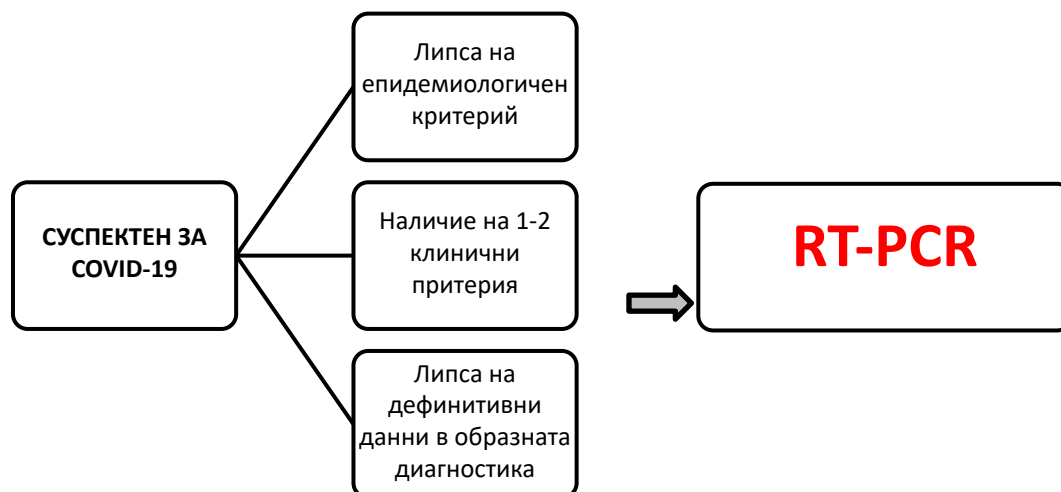 Липса на
епидемиологичен
критерий
СУСПЕКТЕН ЗА
COVID-19
Наличие на 1-2
клинични
притерия
RT-PCR
Липса на
дефинитивни
данни в образната
диагностика